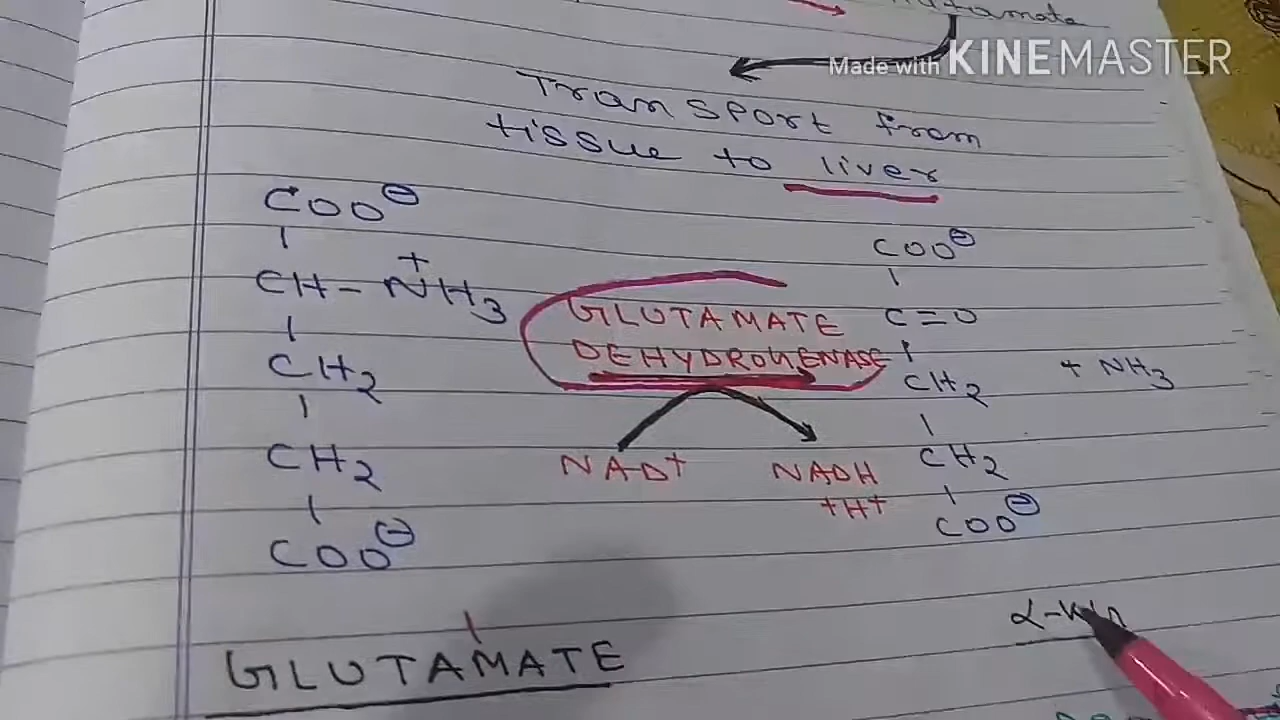 Made with KINEMASTER
Transport from
tissue to liver
COO⊖
CH-N⁺H3
CH2
CH2
COO⊖
GLUTAMATE
DEHYDROGENASE
NAD+
NADH
+H+
COO⊖
C=O
CH2
CH2
COO⊖
+ NH3
GLUTAMATE